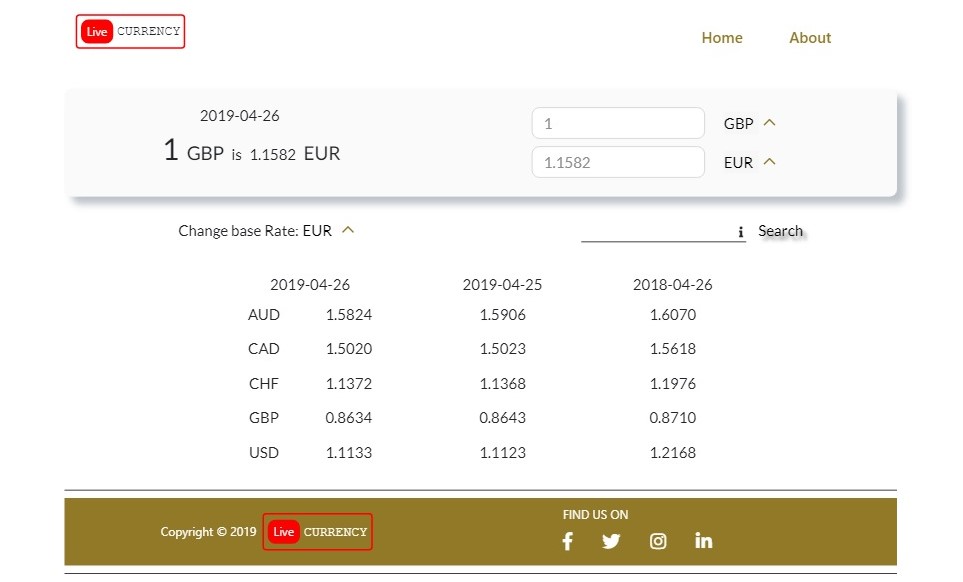 Live CURRENCY
Home About
2019-04-26
1 GBP is 1.1582 EUR
1 GBP
1.1582 EUR
Change base Rate: EUR
i Search
2019-04-26 2019-04-25 2018-04-26
AUD 1.5824 1.5906 1.6070
CAD 1.5020 1.5023 1.5618
CHF 1.1372 1.1368 1.1976
GBP 0.8634 0.8643 0.8710
USD 1.1133 1.1123 1.2168
FIND US ON
Copyright © 2019 Live CURRENCY